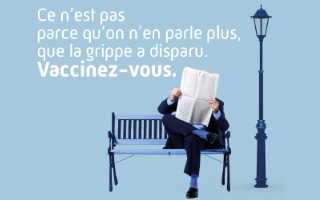 Ce n'est pas
parce qu'on n'en parle plus,
que la grippe a disparu.
Vaccinez-vous.